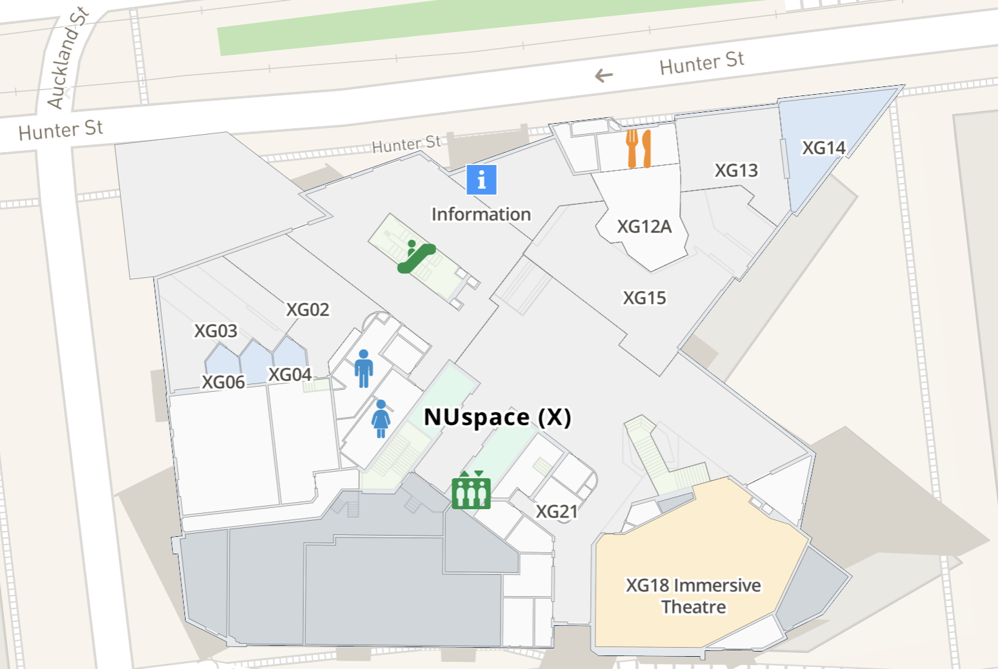 Auckland St
Hunter St
Hunter St
Hunter St
i
Information
XG14
XG13
XG12A
XG15
XG02
XG03
XG06
XG04
NUspace (X)
XG21
XG18 Immersive
Theatre